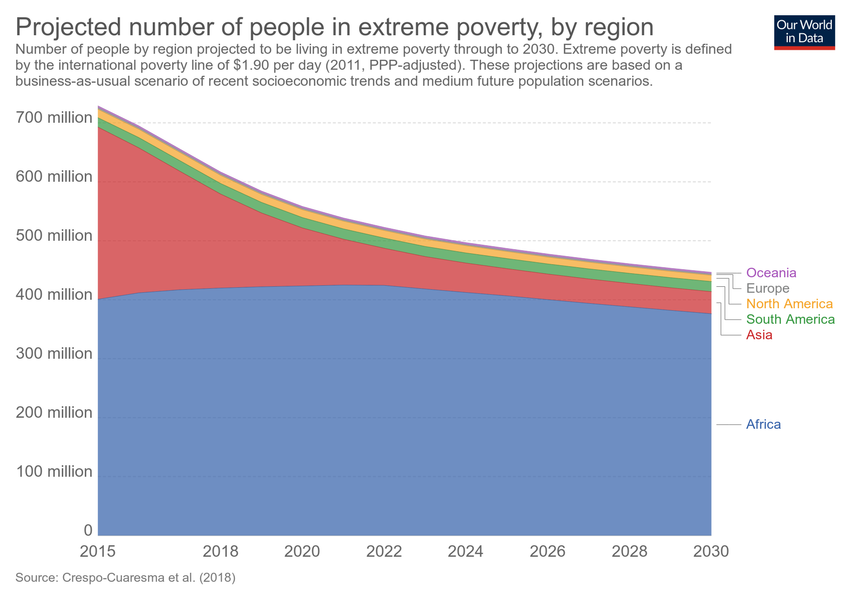 Projected number of people in extreme poverty, by region
Our World
in Data
Number of people by region projected to be living in extreme poverty through to 2030. Extreme poverty is defined
by the international poverty line of $1.90 per day (2011, PPP-adjusted). These projections are based on a
business-as-usual scenario of recent socioeconomic trends and medium future population scenarios.
700 million
600 million
500 million
400 million
300 million
200 million
100 million
0
2015
2018
2020
2022
2024
2026
2028
2030
Oceania
Europe
North America
South America
Asia
Africa
Source: Crespo-Cuaresma et al. (2018)